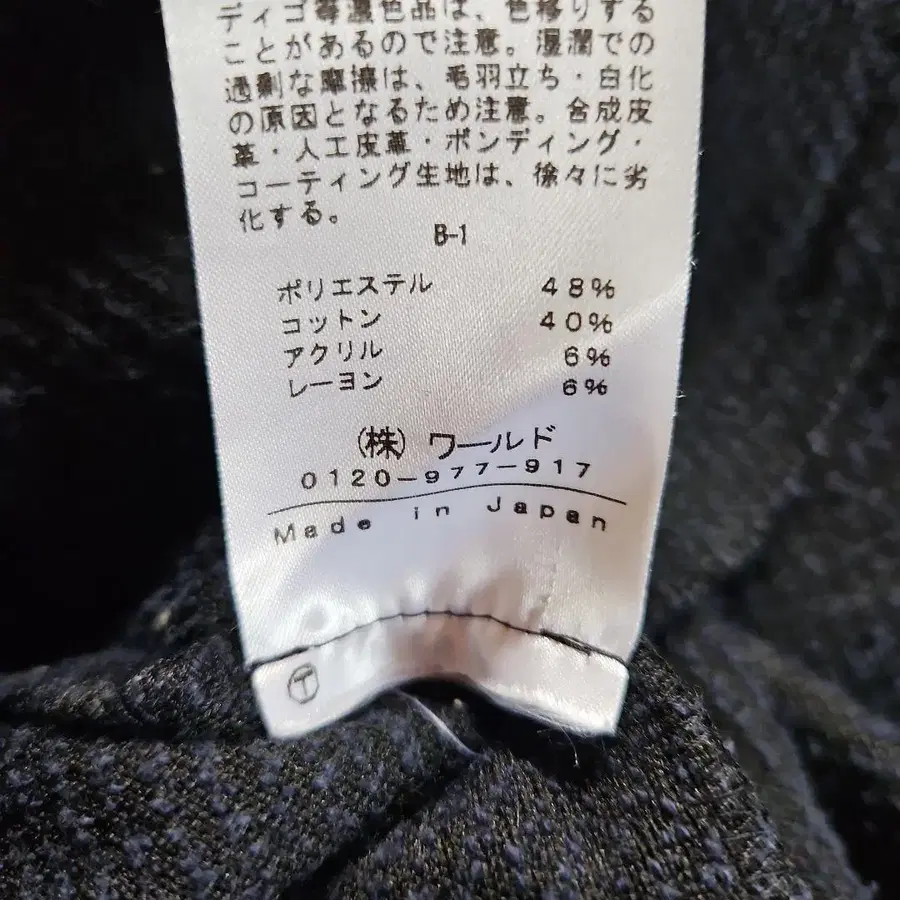 ディゴ等濃色品は、色移りする
ことがあるので注意。湿潤での
過剰な摩擦は、毛羽立ち・白化
の原因となるため注意。合成皮
革・人工皮革・ボンディング・
コーティング生地は、徐々に劣
化する。
B-1
ポリエステル 48%
コットン 40%
アクリル 6%
レーヨン 6%
(株)ワールド
0120-977-917
Made in Japan
T